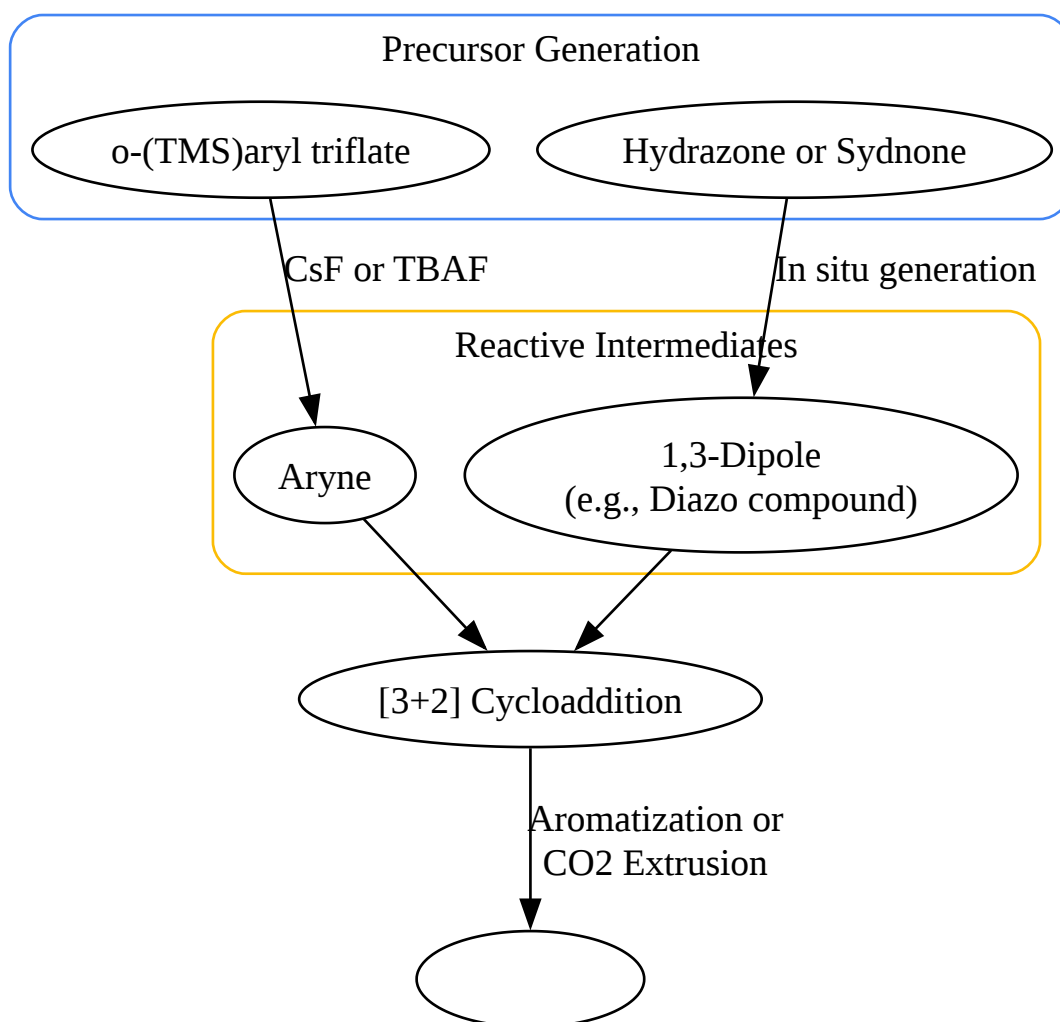 Precursor Generation
o-(TMS)aryl triflate
Hydrazone or Sydnone
CsF or TBAF
In situ generation
Reactive Intermediates
Aryne
1,3-Dipole
(e.g., Diazo compound)
[3+2] Cycloaddition
Aromatization or
CO2 Extrusion